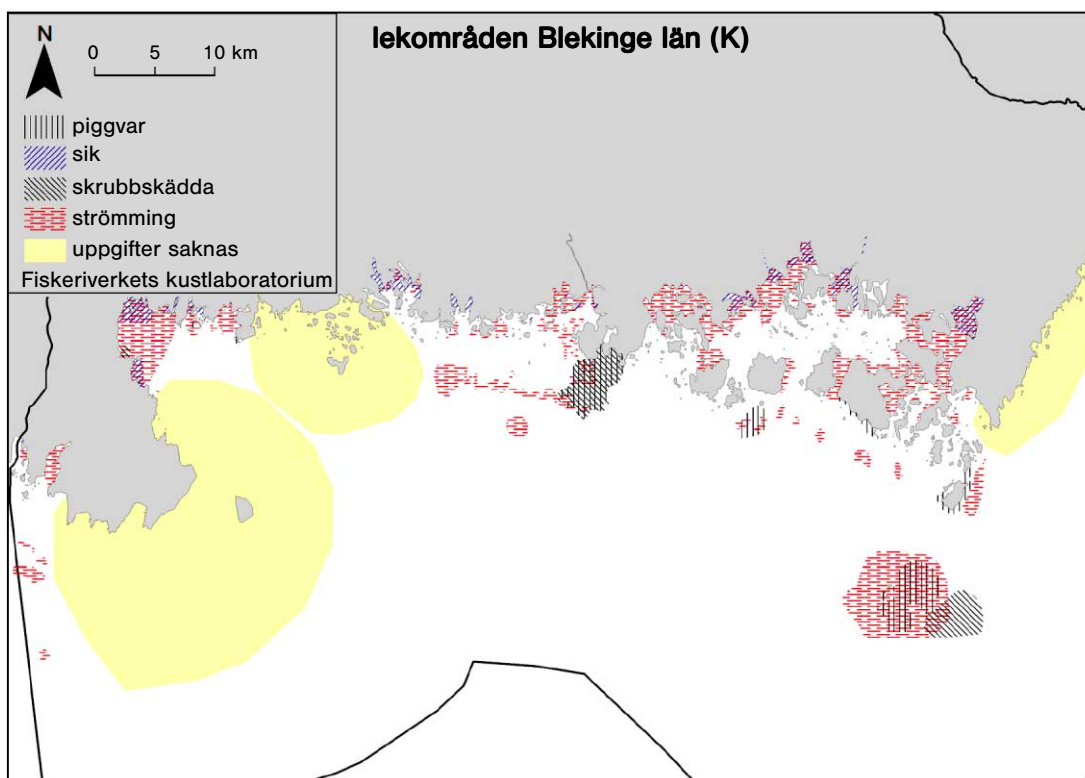 lekområden Blekinge län (K)
N
0 5 10 km
piggvar
sik
skrubbskädda
strömming
uppgifter saknas
Fiskeriverkets kustlaboratorium